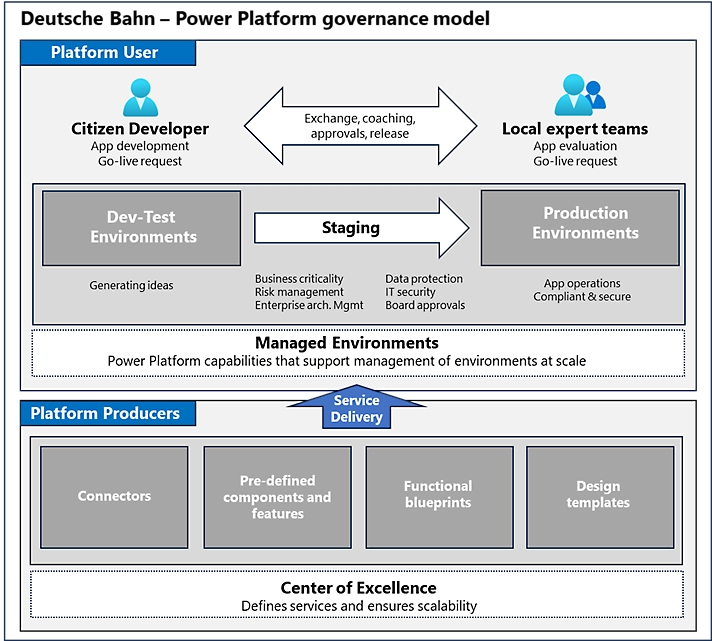 Deutsche Bahn – Power Platform governance model
Platform User
Citizen Developer
App development
Go-live request
Exchange, coaching,
approvals, release
Local expert teams
App evaluation
Go-live request
Dev-Test
Environments
Generating ideas
Staging
Business criticality
Risk management
Enterprise arch. Mgmt
Data protection
IT security
Board approvals
Production
Environments
App operations
Compliant & secure
Managed Environments
Power Platform capabilities that support management of environments at scale
Service
Delivery
Platform Producers
Connectors
Pre-defined
components and
features
Functional
blueprints
Design
templates
Center of Excellence
Defines services and ensures scalability